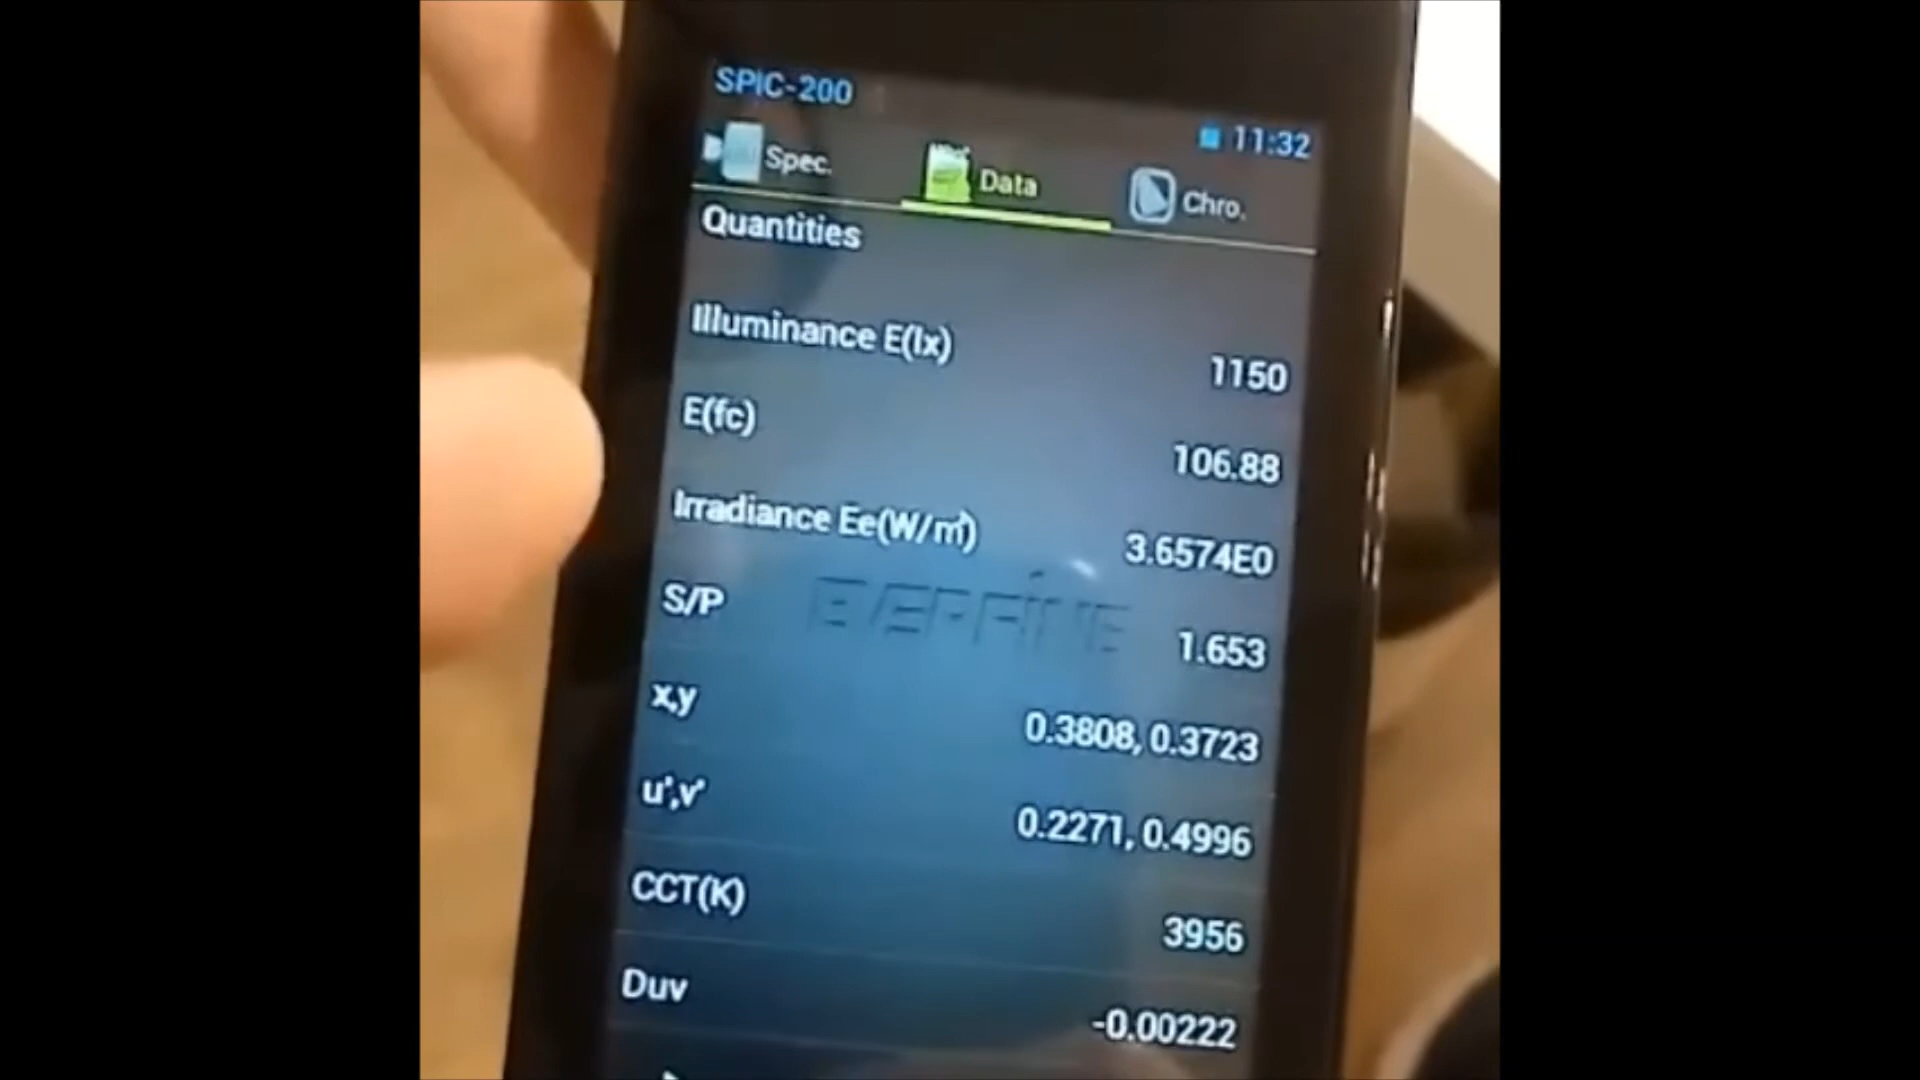 SPIC-200
11:32
Spec.
Data
Chro.
Quantities
Illuminance E(lx) 1150
E(fc) 106.88
Irradiance Ee(W/㎡) 3.6574E0
S/P 1.653
x,y 0.3808, 0.3723
u',v' 0.2271, 0.4996
CCT(K) 3956
Duv -0.00222